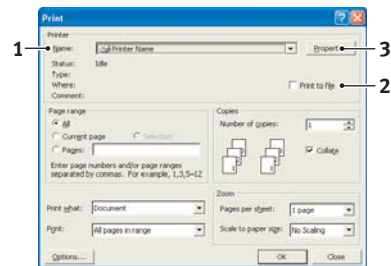 Print
Printer
1 Name: Printer Name Propert 3
Status: Idle
Type:
Where: Print to file 2
Comment:
Page range
All
Current page Selection
Pages:
Enter page numbers and/or page ranges
separated by commas. For example, 1,3,5-12
Copies
Number of copies: 1
Collate
Print what: Document
Print: All pages in range
Zoom
Pages per sheet: 1 page
Scale to paper size: No Scaling
Options... OK Close